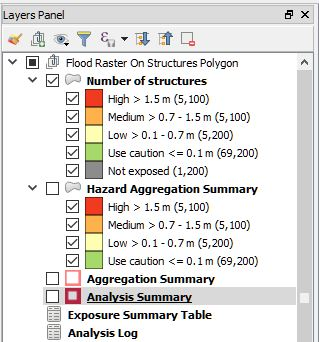 Layers Panel
Flood Raster On Structures Polygon
Number of structures
High > 1.5 m (5,100)
Medium > 0.7 - 1.5 m (5,100)
Low > 0.1 - 0.7 m (5,200)
Use caution <= 0.1 m (69,200)
Not exposed (1,200)
Hazard Aggregation Summary
High > 1.5 m (5,100)
Medium > 0.7 - 1.5 m (5,100)
Low > 0.1 - 0.7 m (5,200)
Use caution <= 0.1 m (69,200)
Aggregation Summary
Analysis Summary
Exposure Summary Table
Analysis Log